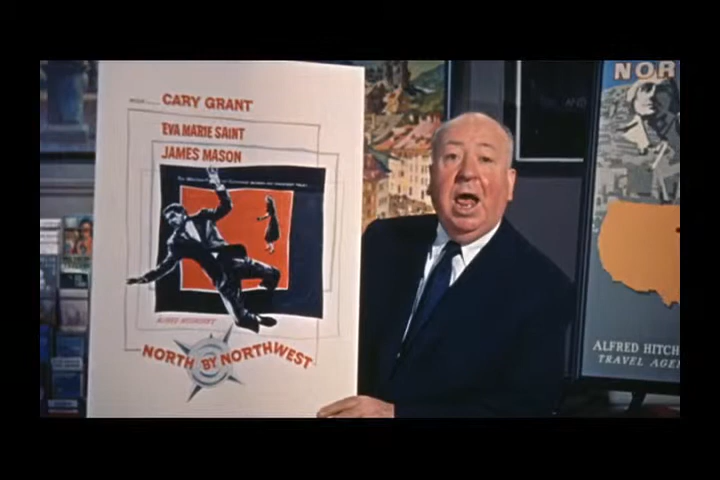 CARY GRANT
EVA MARIE SAINT
JAMES MASON
NORTH BY NORTHWEST
NOR
ALFRED HITCH
TRAVEL AGE